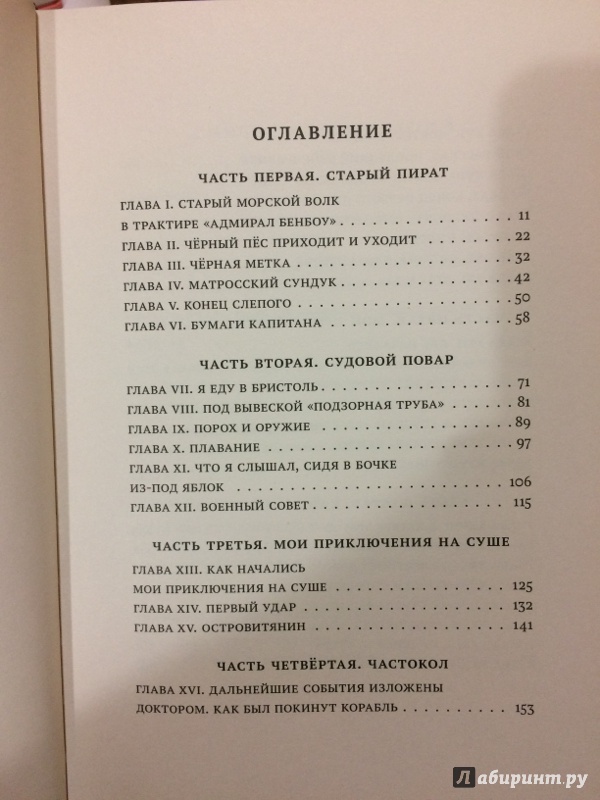 ОГЛАВЛЕНИЕ
ЧАСТЬ ПЕРВАЯ. СТАРЫЙ ПИРАТ
ГЛАВА I. СТАРЫЙ МОРСКОЙ ВОЛК
В ТРАКТИРЕ «АДМИРАЛ БЕНБОУ» . . . . . . . . . . . . . . . . . 11
ГЛАВА II. ЧЁРНЫЙ ПЁС ПРИХОДИТ И УХОДИТ . . . . . . . . 22
ГЛАВА III. ЧЁРНАЯ МЕТКА . . . . . . . . . . . . . . . . . . . . . . 32
ГЛАВА IV. МАТРОССКИЙ СУНДУК . . . . . . . . . . . . . . . . . 42
ГЛАВА V. КОНЕЦ СЛЕПОГО . . . . . . . . . . . . . . . . . . . . . . 50
ГЛАВА VI. БУМАГИ КАПИТАНА . . . . . . . . . . . . . . . . . . 58
ЧАСТЬ ВТОРАЯ. СУДОВОЙ ПОВАР
ГЛАВА VII. Я ЕДУ В БРИСТОЛЬ . . . . . . . . . . . . . . . . . . . 71
ГЛАВА VIII. ПОД ВЫВЕСКОЙ «ПОДЗОРНАЯ ТРУБА» . . . . . . 81
ГЛАВА IX. ПОРОХ И ОРУЖИЕ . . . . . . . . . . . . . . . . . . . 89
ГЛАВА X. ПЛАВАНИЕ . . . . . . . . . . . . . . . . . . . . . . . . . 97
ГЛАВА XI. ЧТО Я СЛЫШАЛ, СИДЯ В БОЧКЕ
ИЗ-ПОД ЯБЛОК . . . . . . . . . . . . . . . . . . . . . . . . . . . . 106
ГЛАВА XII. ВОЕННЫЙ СОВЕТ . . . . . . . . . . . . . . . . . . . . 115
ЧАСТЬ ТРЕТЬЯ. МОИ ПРИКЛЮЧЕНИЯ НА СУШЕ
ГЛАВА XIII. КАК НАЧАЛИСЬ
МОИ ПРИКЛЮЧЕНИЯ НА СУШЕ . . . . . . . . . . . . . . . . . 125
ГЛАВА XIV. ПЕРВЫЙ УДАР . . . . . . . . . . . . . . . . . . . . . 132
ГЛАВА XV. ОСТРОВИТЯНИН . . . . . . . . . . . . . . . . . . . . 141
ЧАСТЬ ЧЕТВЁРТАЯ. ЧАСТОКОЛ
ГЛАВА XVI. ДАЛЬНЕЙШИЕ СОБЫТИЯ ИЗЛОЖЕНЫ
ДОКТОРОМ. КАК БЫЛ ПОКИНУТ КОРАБЛЬ . . . . . . . . . . 153
Лабиринт.ру